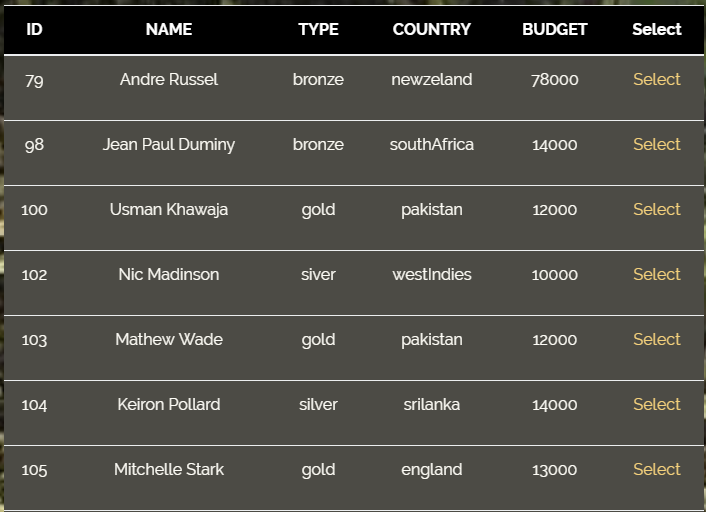 ID NAME TYPE COUNTRY BUDGET Select
79 Andre Russel bronze newzeland 78000 Select
98 Jean Paul Duminy bronze southAfrica 14000 Select
100 Usman Khawaja gold pakistan 12000 Select
102 Nic Madinson siver westIndies 10000 Select
103 Mathew Wade gold pakistan 12000 Select
104 Keiron Pollard silver srilanka 14000 Select
105 Mitchelle Stark gold england 13000 Select